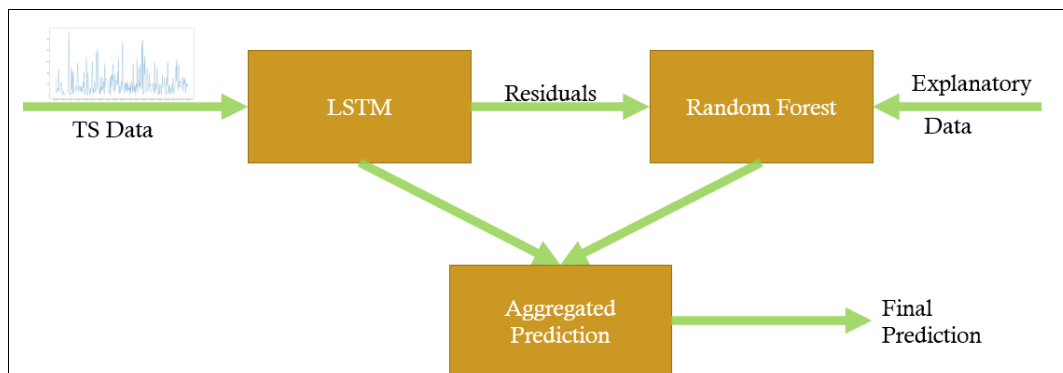 TS Data
LSTM
Residuals
Random Forest
Explanatory
Data
Aggregated
Prediction
Final
Prediction